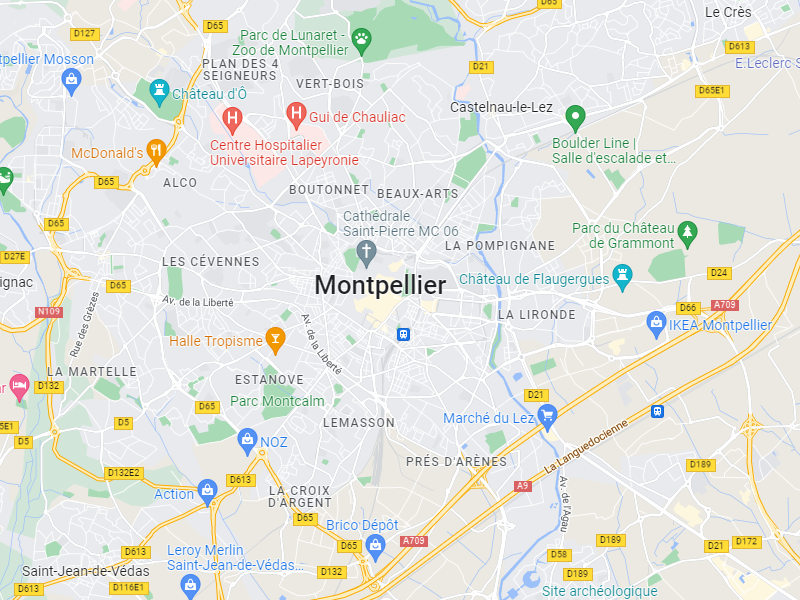 D65
Le Crès
D65
D127
Parc de Lunaret -
Zoo de Montpellier
D613
tpellier Mosson
PLAN DES 4
SEIGNEURS
D21
E.Leclerc S
VERT-BOIS
Château d'Ô
D65E1
Castelnau-le-Lez
Gui de Chauliac
Centre Hospitalier
Universitaire Lapeyronie
Boulder Line |
Salle d'escalade et...
McDonald's
D65
ALCO
BOUTONNET
BEAUX-ARTS
D65
Cathédrale
Saint-Pierre MC 06
Parc du Château
de Grammont
LA POMPIGNANE
D27E
LES CÉVENNES
D24
ignac
D65
Montpellier
Château de Flaugergues
Av. de la Liberté
D66
A709
N109
LA LIRONDE
Rue des Grèzes
Av. de la Liberté
IKEA Montpellier
Halle Tropisme
LA MARTELLE
ESTANOVE
r
D132
D21
Parc Montcalm
D65
D5
LEMASSON
Marché du Lez
La Languedocienne
5E1
D5
NOZ
PRÉS D'ARÈNES
D189
D132E2
D613
A9
Action
LA CROIX
D'ARGENT
Av. de l'Agau
D65
Brico Dépôt
D613
Leroy Merlin
Saint-Jean-de-Védas...
D65
A709
D189
D21
D172
D58
Saint-Jean-de-Védas
D132
D189
D613
D116E1
Site archéologique